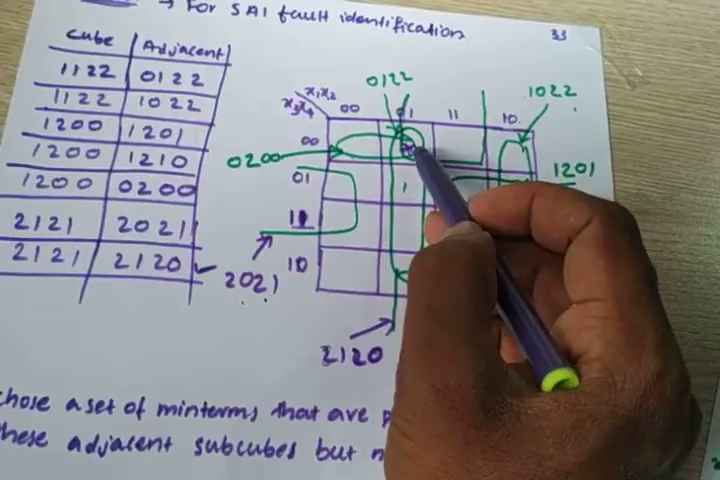 → For SA1 fault identification
33
Cube | Adjacent
1122 | 0122
1122 | 1022
1200 | 1201
1200 | 1210
1200 | 0200
2121 | 2021
2121 | 2120
0122
1022
x1x2
x3x4
00 01 11 10
00
01
11
10
1
0200
1201
2021
2120
chose a set of minterms that are
these adjacent subcubes but